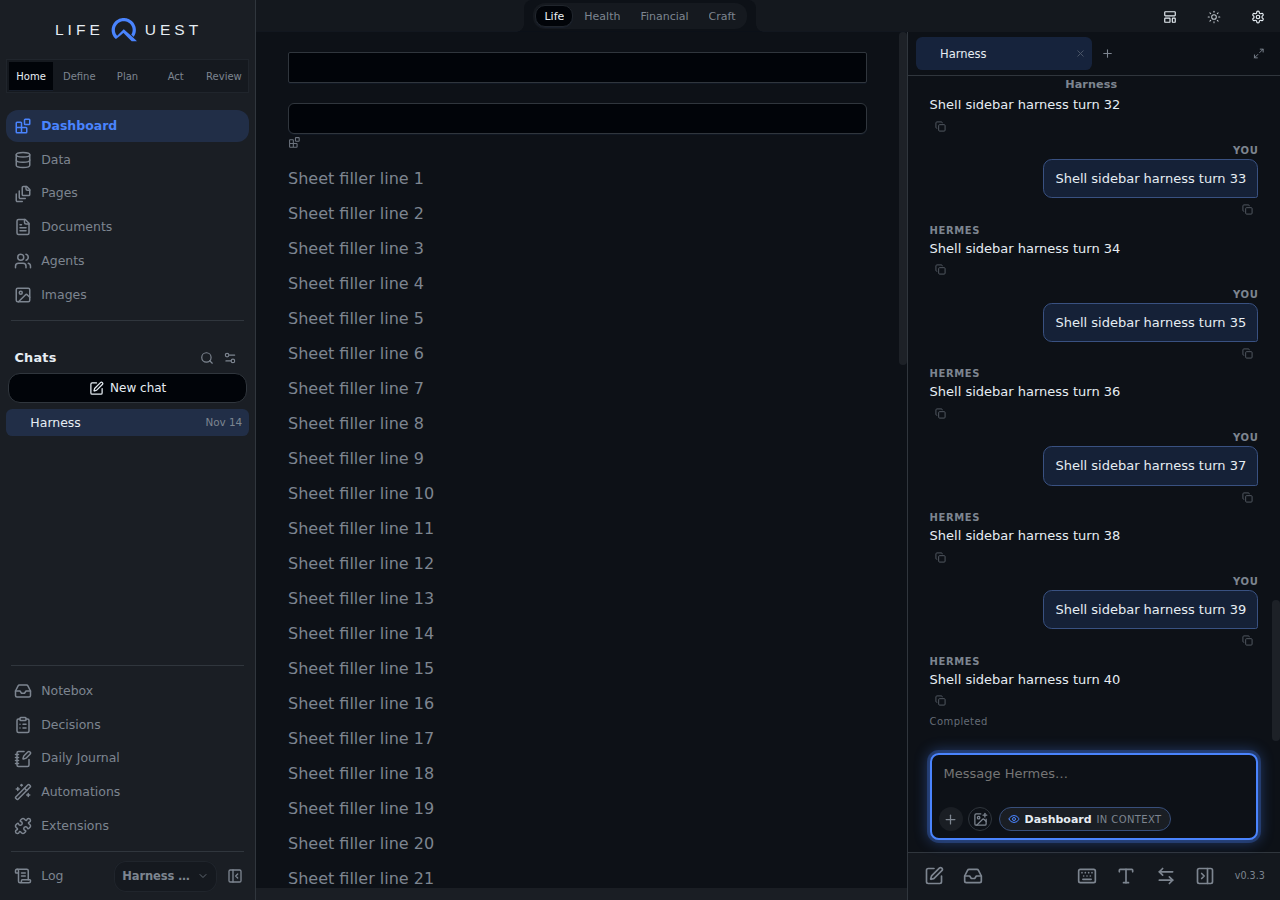 LIFE QUEST
Home Define Plan Act Review
Dashboard
Data
Pages
Documents
Agents
Images
Chats
New chat
Harness Nov 14
Notebox
Decisions
Daily Journal
Automations
Extensions
Log Harness ...
Life Health Financial Craft
Sheet filler line 1
Sheet filler line 2
Sheet filler line 3
Sheet filler line 4
Sheet filler line 5
Sheet filler line 6
Sheet filler line 7
Sheet filler line 8
Sheet filler line 9
Sheet filler line 10
Sheet filler line 11
Sheet filler line 12
Sheet filler line 13
Sheet filler line 14
Sheet filler line 15
Sheet filler line 16
Sheet filler line 17
Sheet filler line 18
Sheet filler line 19
Sheet filler line 20
Sheet filler line 21
Harness
Harness
Shell sidebar harness turn 32
YOU
Shell sidebar harness turn 33
HERMES
Shell sidebar harness turn 34
YOU
Shell sidebar harness turn 35
HERMES
Shell sidebar harness turn 36
YOU
Shell sidebar harness turn 37
HERMES
Shell sidebar harness turn 38
YOU
Shell sidebar harness turn 39
HERMES
Shell sidebar harness turn 40
Completed
Message Hermes...
Dashboard IN CONTEXT
v0.3.3